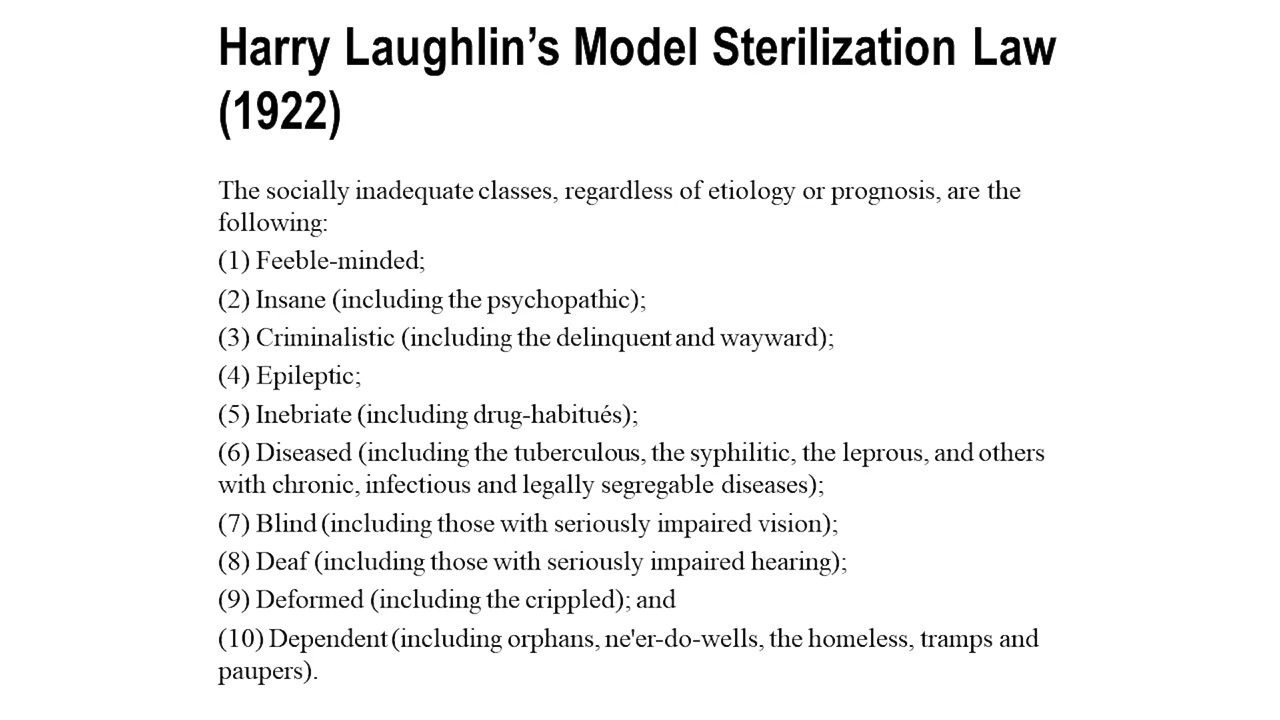 Harry Laughlin’s Model Sterilization Law
(1922)
The socially inadequate classes, regardless of etiology or prognosis, are the
following:
(1) Feeble-minded;
(2) Insane (including the psychopathic);
(3) Criminalistic (including the delinquent and wayward);
(4) Epileptic;
(5) Inebriate (including drug-habitués);
(6) Diseased (including the tuberculous, the syphilitic, the leprous, and others
with chronic, infectious and legally segregable diseases);
(7) Blind (including those with seriously impaired vision);
(8) Deaf (including those with seriously impaired hearing);
(9) Deformed (including the crippled); and
(10) Dependent (including orphans, ne'er-do-wells, the homeless, tramps and
paupers).